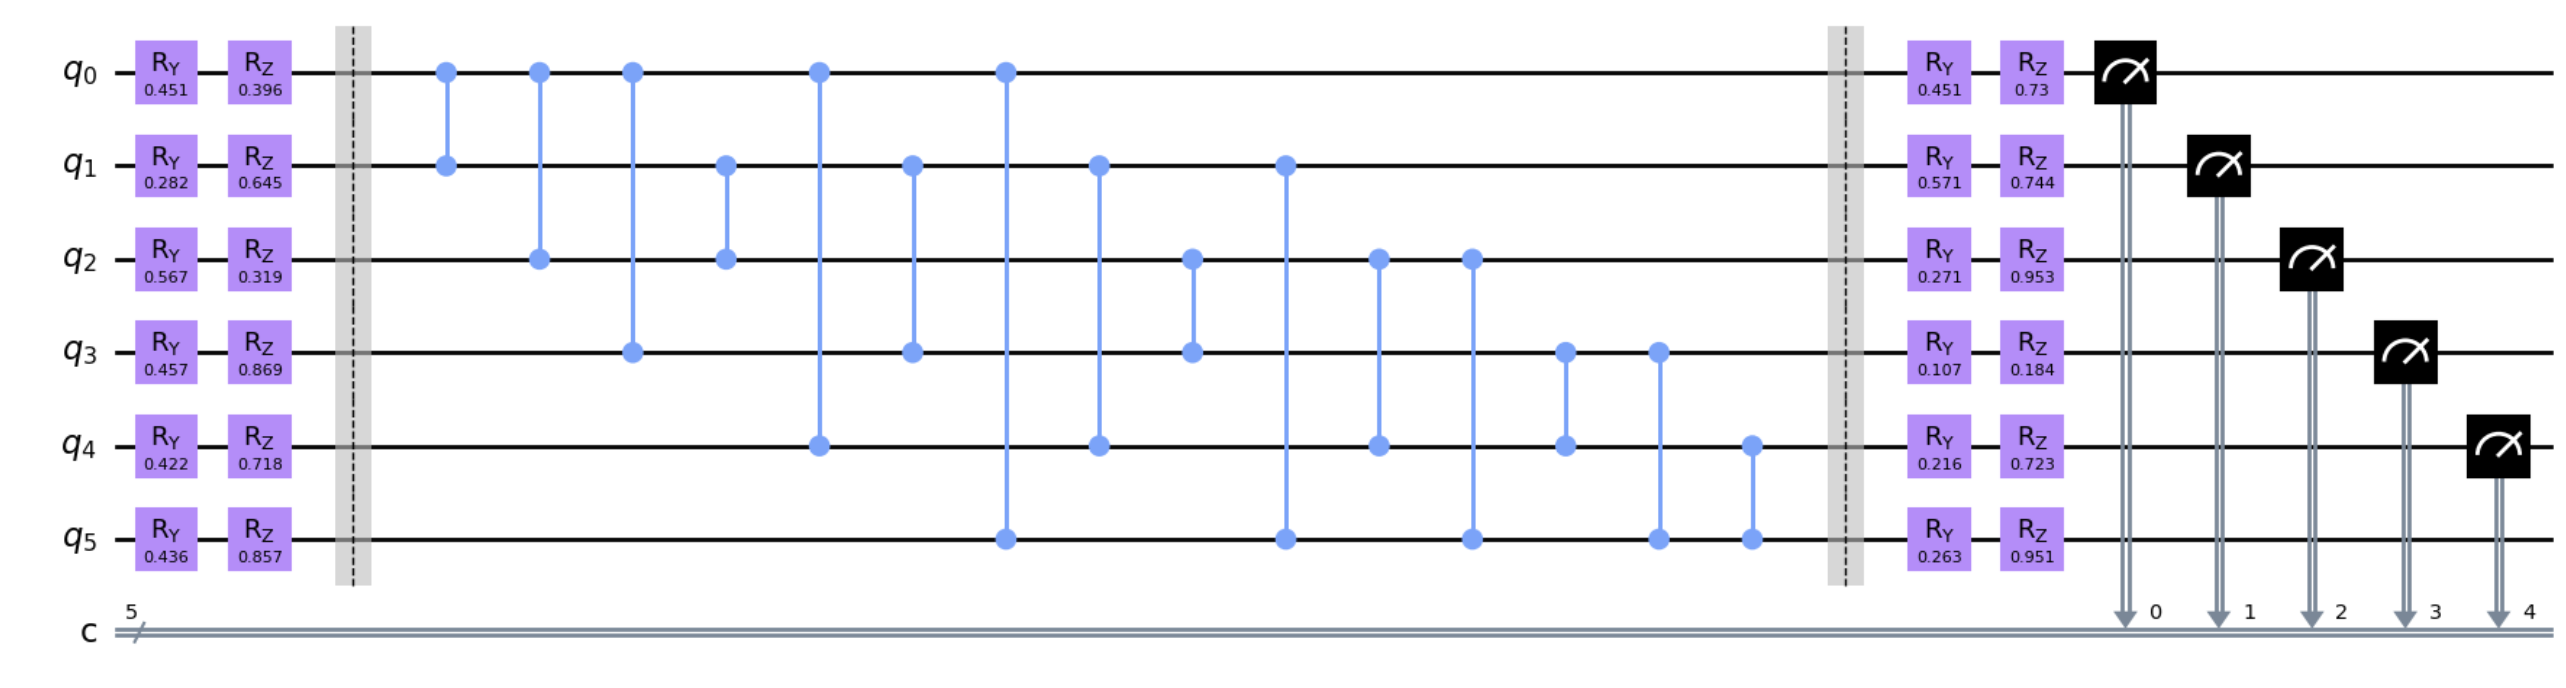 q0 RY 0.451 RZ 0.396 RY 0.451 RZ 0.73
q1 RY 0.282 RZ 0.645 RY 0.571 RZ 0.744
q2 RY 0.567 RZ 0.319 RY 0.271 RZ 0.953
q3 RY 0.457 RZ 0.869 RY 0.107 RZ 0.184
q4 RY 0.422 RZ 0.718 RY 0.216 RZ 0.723
q5 RY 0.436 RZ 0.857 RY 0.263 RZ 0.951
5 0 1 2 3 4
c